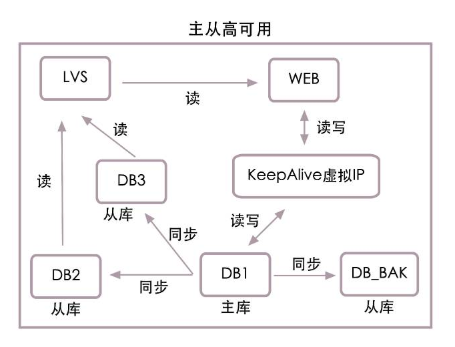 主从高可用
LVS
WEB
读
读写
读
KeepAlive虚拟IP
DB3
读
从库
读写
同步
DB2
同步
DB1
同步
DB_BAK
从库
主库
从库